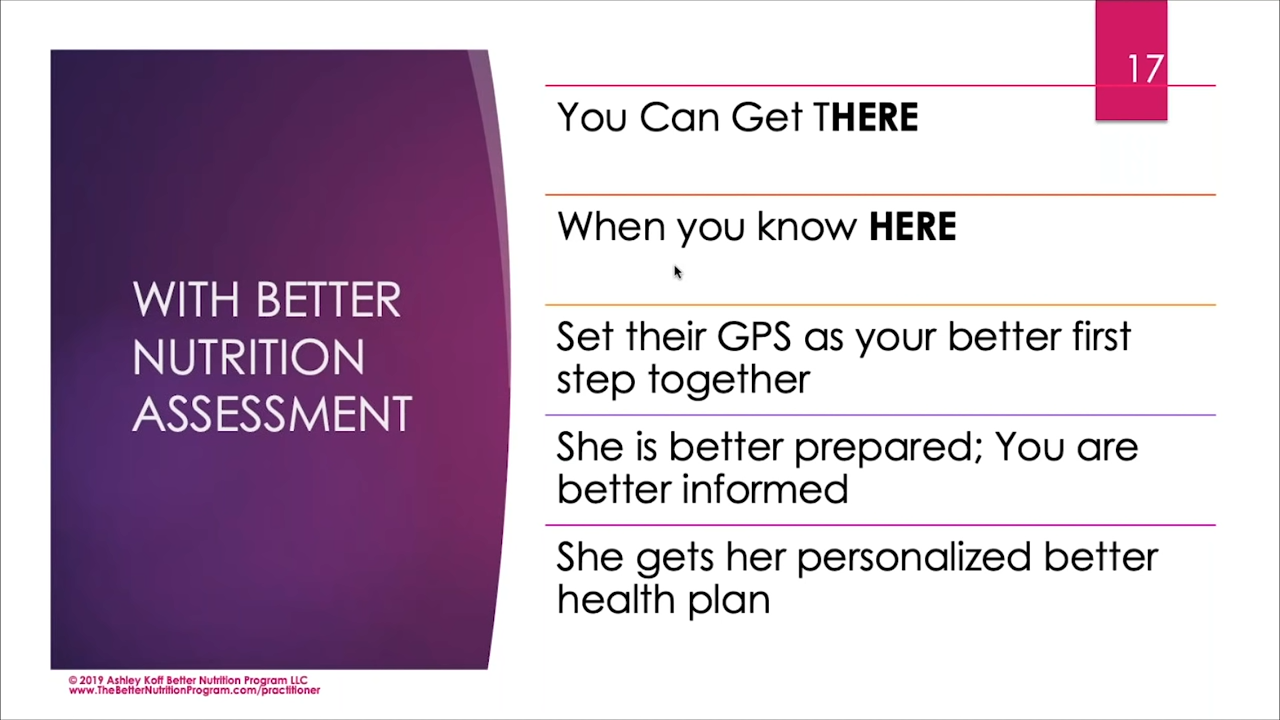 17
You Can Get THERE
When you know HERE
WITH BETTER
NUTRITION
ASSESSMENT
Set their GPS as your better first
step together
She is better prepared; You are
better informed
She gets her personalized better
health plan
© 2019 Ashley Koff Better Nutrition Program LLC
www.TheBetterNutritionProgram.com/practitioner